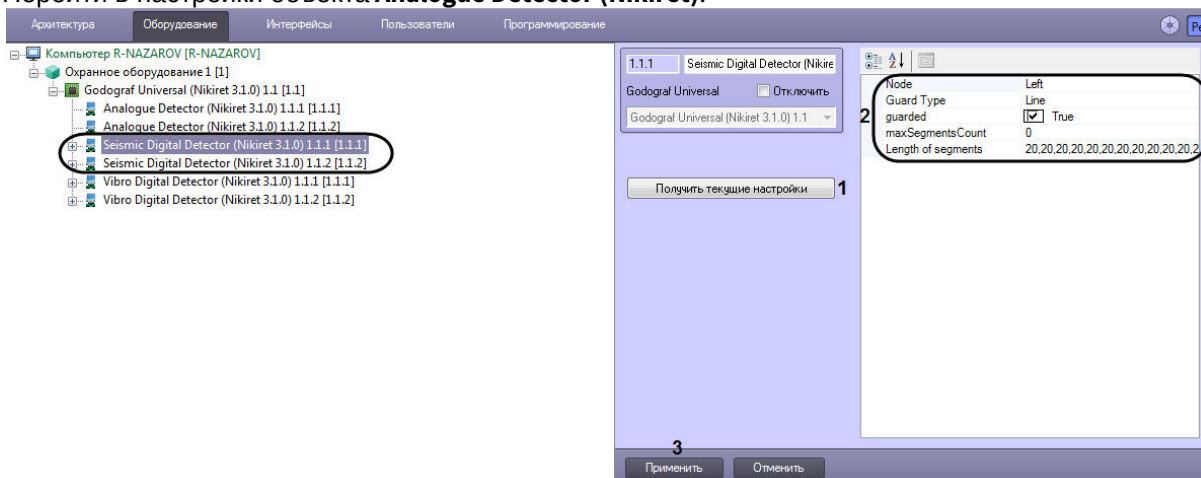 Перейти в настройки объекта Analogue Detector (Nikiret).
Архитектура Оборудование Интерфейсы Пользователи Программирование
Компьютер R-NAZAROV [R-NAZAROV]
Охранное оборудование 1 [1]
Godograf Universal (Nikiret 3.1.0) 1.1 [1.1]
Analogue Detector (Nikiret 3.1.0) 1.1.1 [1.1.1]
Analogue Detector (Nikiret 3.1.0) 1.1.2 [1.1.2]
Seismic Digital Detector (Nikiret 3.1.0) 1.1.1 [1.1.1]
Seismic Digital Detector (Nikiret 3.1.0) 1.1.2 [1.1.2]
Vibro Digital Detector (Nikiret 3.1.0) 1.1.1 [1.1.1]
Vibro Digital Detector (Nikiret 3.1.0) 1.1.2 [1.1.2]
1.1.1 Seismic Digital Detector (Nikire
Godograf Universal Отключить
Godograf Universal (Nikiret 3.1.0) 1.1
Получить текущие настройки 1
2
Node Left
Guard Type Line
guarded True
maxSegmentsCount 0
Length of segments 20,20,20,20,20,20,20,20,20,20,20,2
3
Применить Отменить